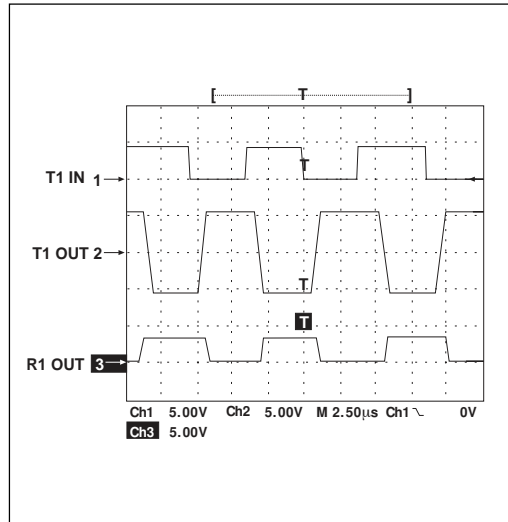 [ T ]
T1 IN 1
T
T1 OUT 2
T
T
R1 OUT 3
Ch1 5.00V Ch2 5.00V M 2.50µs Ch1 0V
Ch3 5.00V